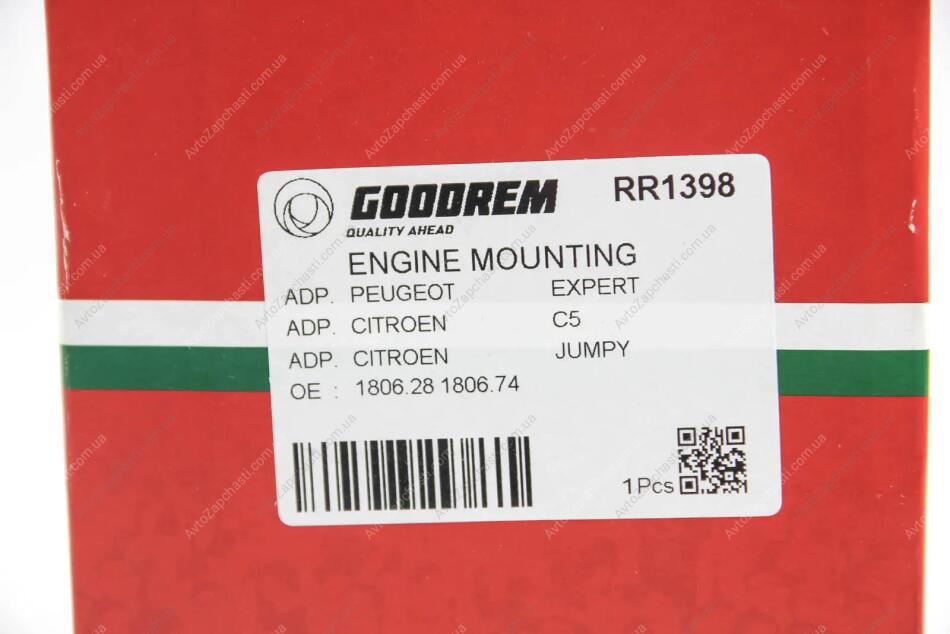 GOODREM RR1398
QUALITY AHEAD
ENGINE MOUNTING
ADP. PEUGEOT EXPERT
ADP. CITROEN C5
ADP. CITROEN JUMPY
OE : 1806.28 1806.74
1Pcs
AvtoZapchasti.com.ua